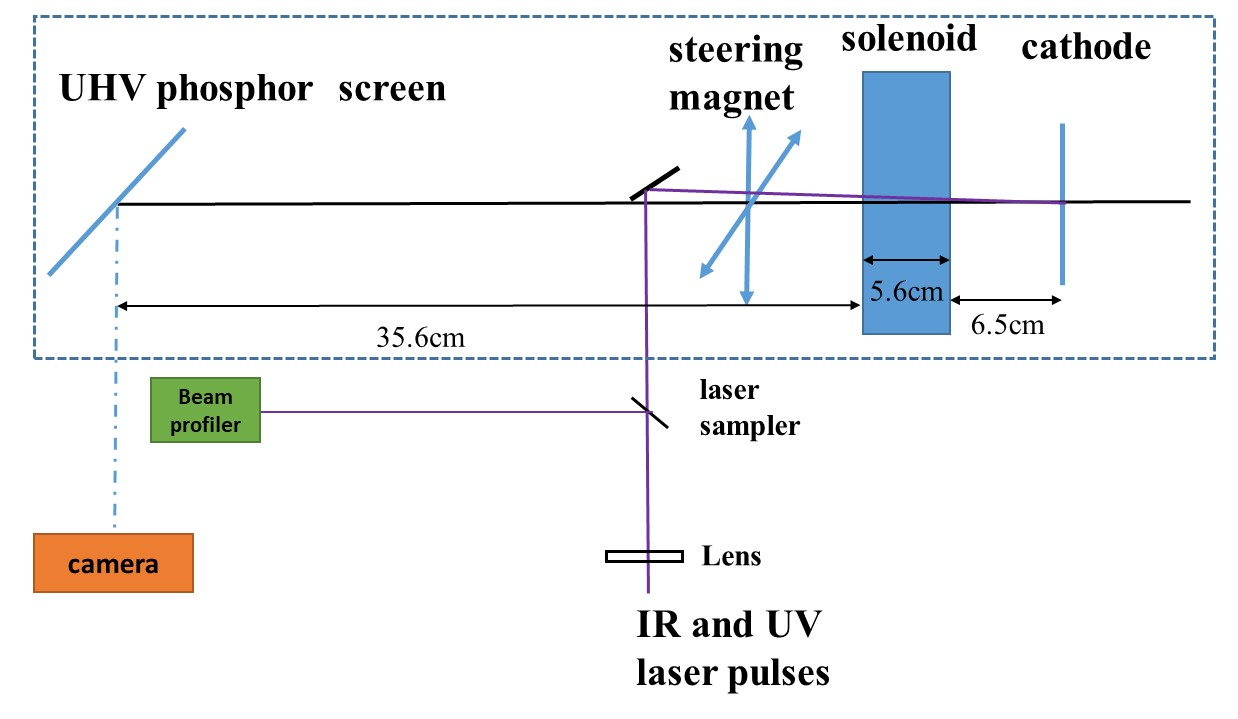 UHV phosphor screen
steering
magnet
solenoid
cathode
5.6cm
6.5cm
35.6cm
Beam
profiler
laser
sampler
camera
Lens
IR and UV
laser pulses